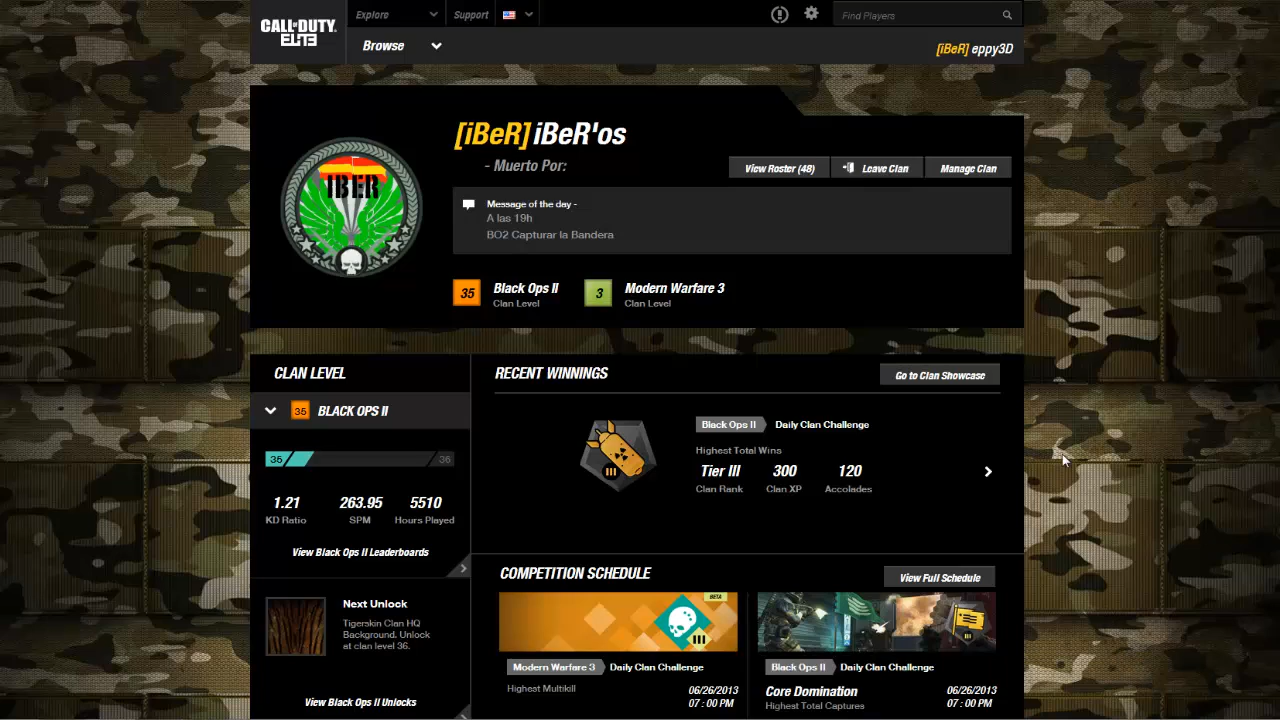 CALL OF DUTY
ELITE
Explore
Support
Find Players
Browse
[iBeR] eppy3D
[iBeR] iBeR'os
- Muerto Por:
View Roster (48)
Leave Clan
Manage Clan
IBER
Message of the day -
A las 19h
BO2 Capturar la Bandera
35
Black Ops II
Clan Level
3
Modern Warfare 3
Clan Level
CLAN LEVEL
35 BLACK OPS II
36
36
1.21
KD Ratio
263.95
SPM
5510
Hours Played
View Black Ops II Leaderboards
Next Unlock
Tigerskin Clan HQ
Background. Unlock
at clan level 36.
View Black Ops II Unlocks
RECENT WINNINGS
Go to Clan Showcase
III
Black Ops II
Daily Clan Challenge
Highest Total Wins
Tier III
Clan Rank
300
Clan XP
120
Accolades
COMPETITION SCHEDULE
View Full Schedule
BETA
III
Modern Warfare 3
Daily Clan Challenge
Highest Multikill
06/26/2013
07 : 00 PM
III
Black Ops II
Daily Clan Challenge
Core Domination
Highest Total Captures
06/26/2013
07 : 00 PM